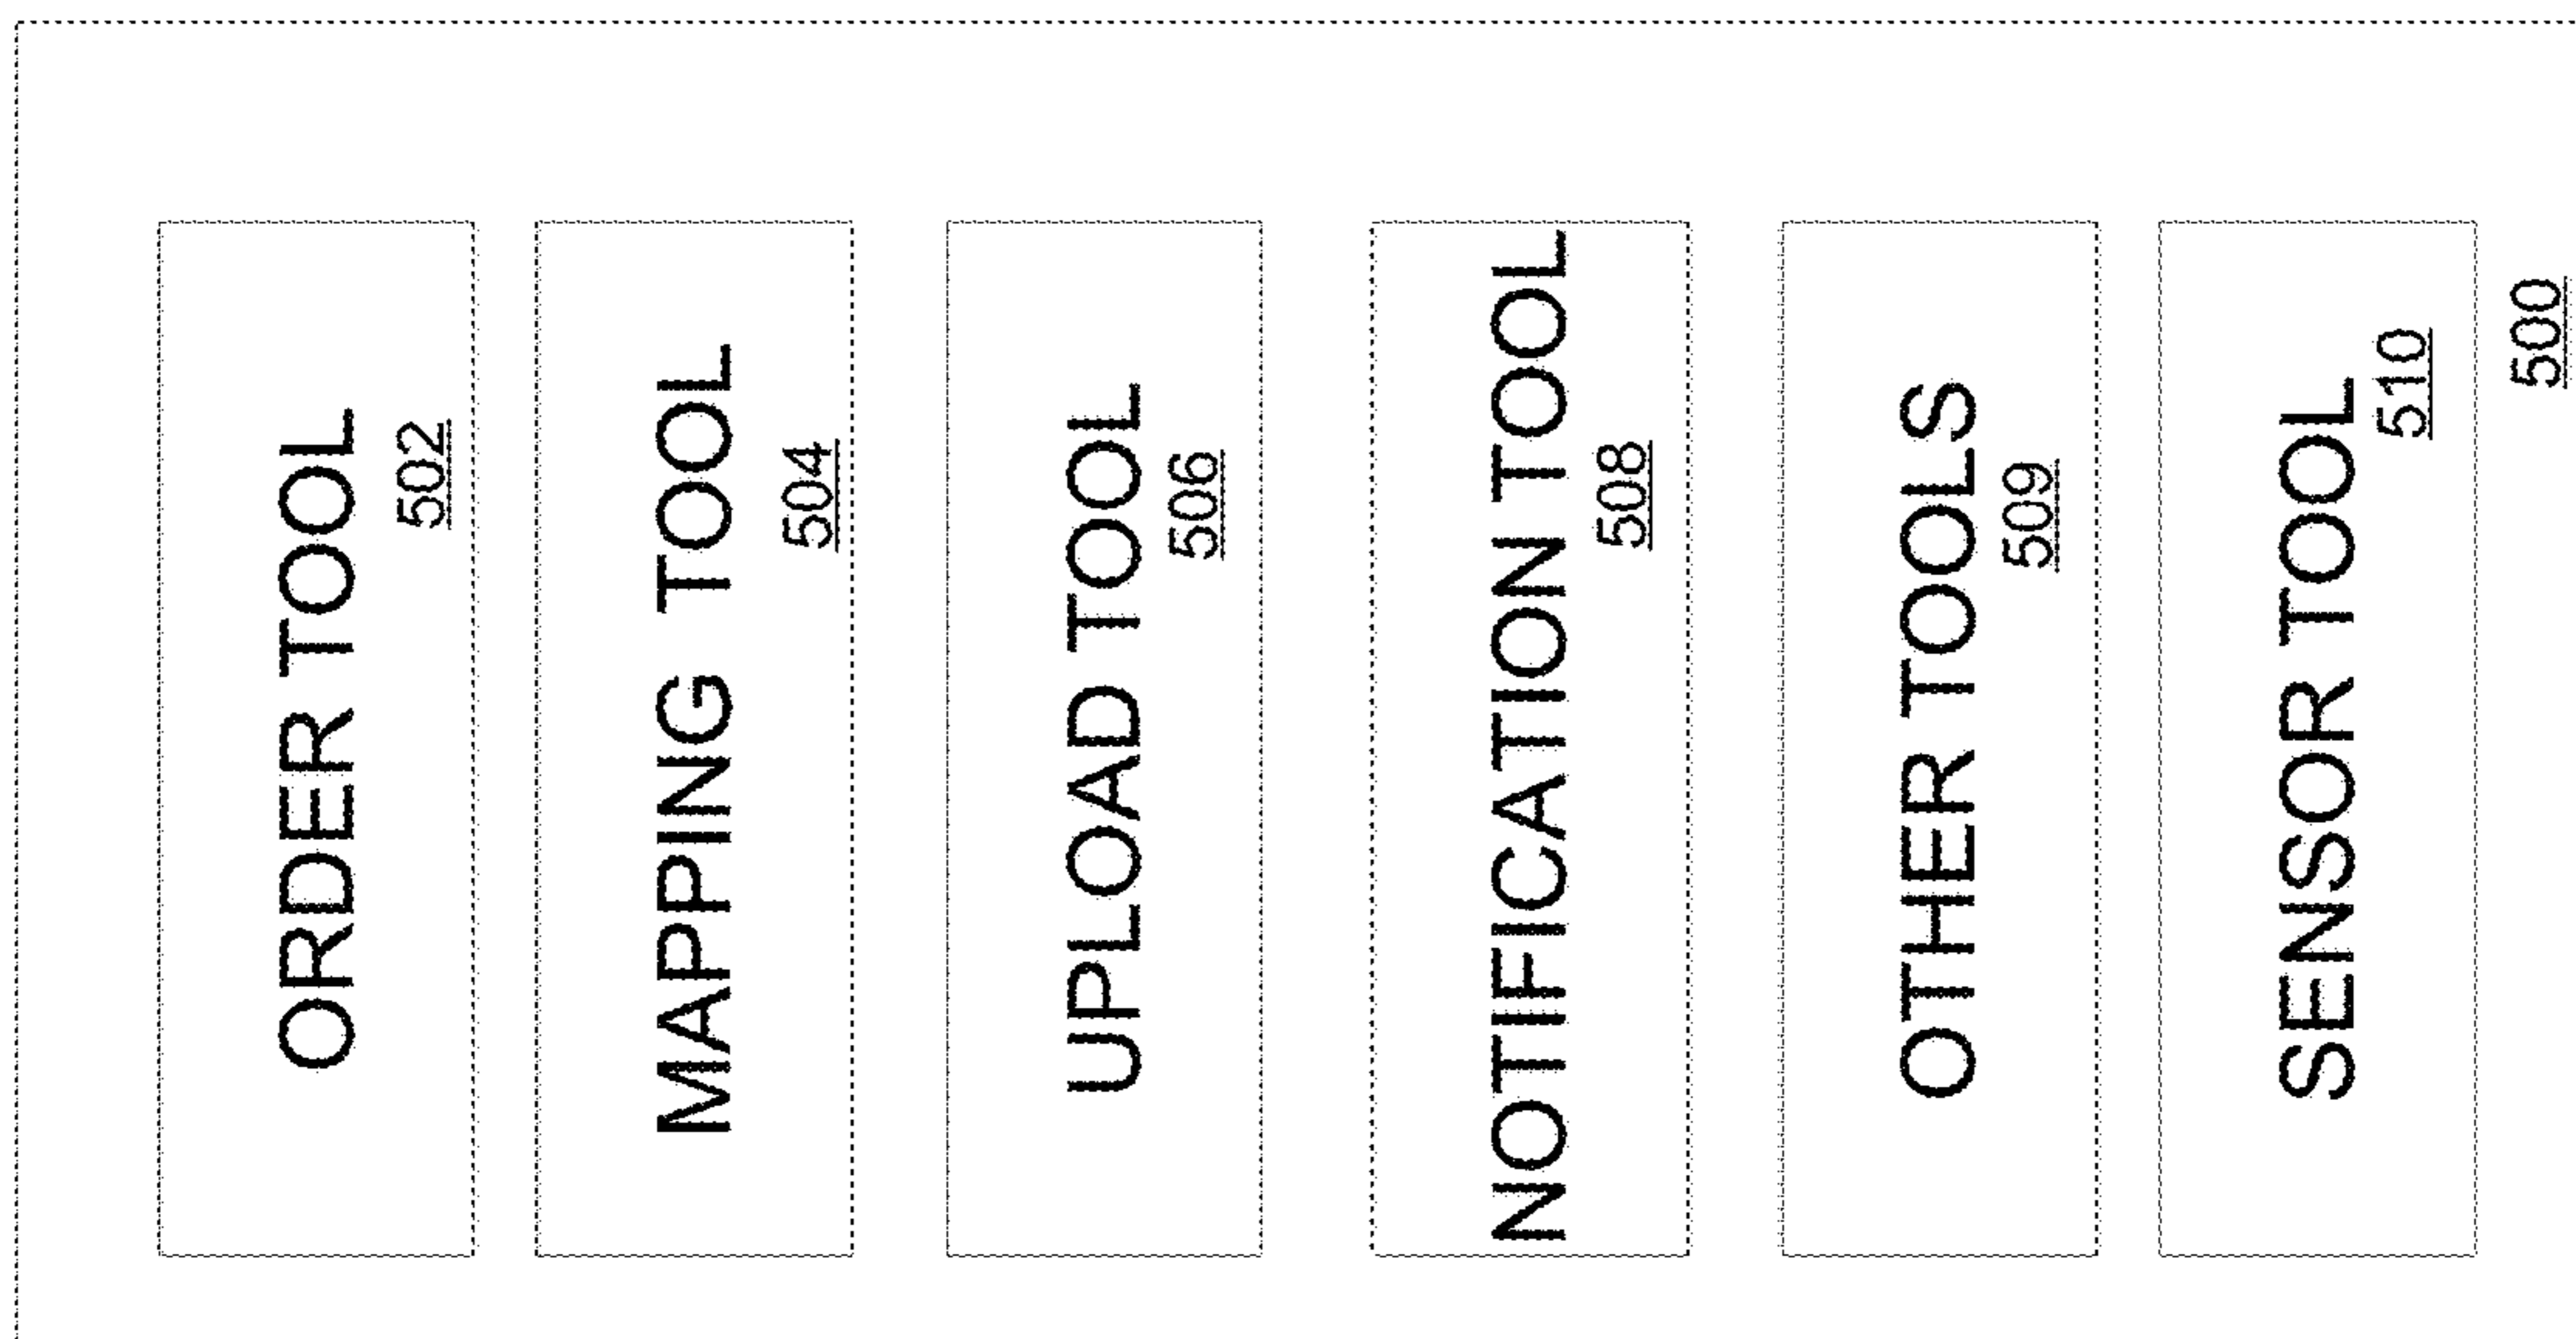 ORDER TOOL
502
MAPPING TOOL
504
UPLOAD TOOL
506
NOTIFICATION TOOL
508
OTHER TOOLS
509
SENSOR TOOL
510
500